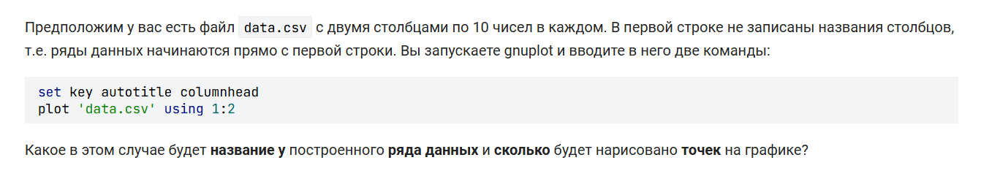 Предположим у вас есть файл data.csv с двумя столбцами по 10 чисел в каждом. В первой строке не записаны названия столбцов,
т.е. ряды данных начинаются прямо с первой строки. Вы запускаете gnuplot и вводите в него две команды:
set key autotitle columnhead
plot 'data.csv' using 1:2
Какое в этом случае будет название у построенного ряда данных и сколько будет нарисовано точек на графике?